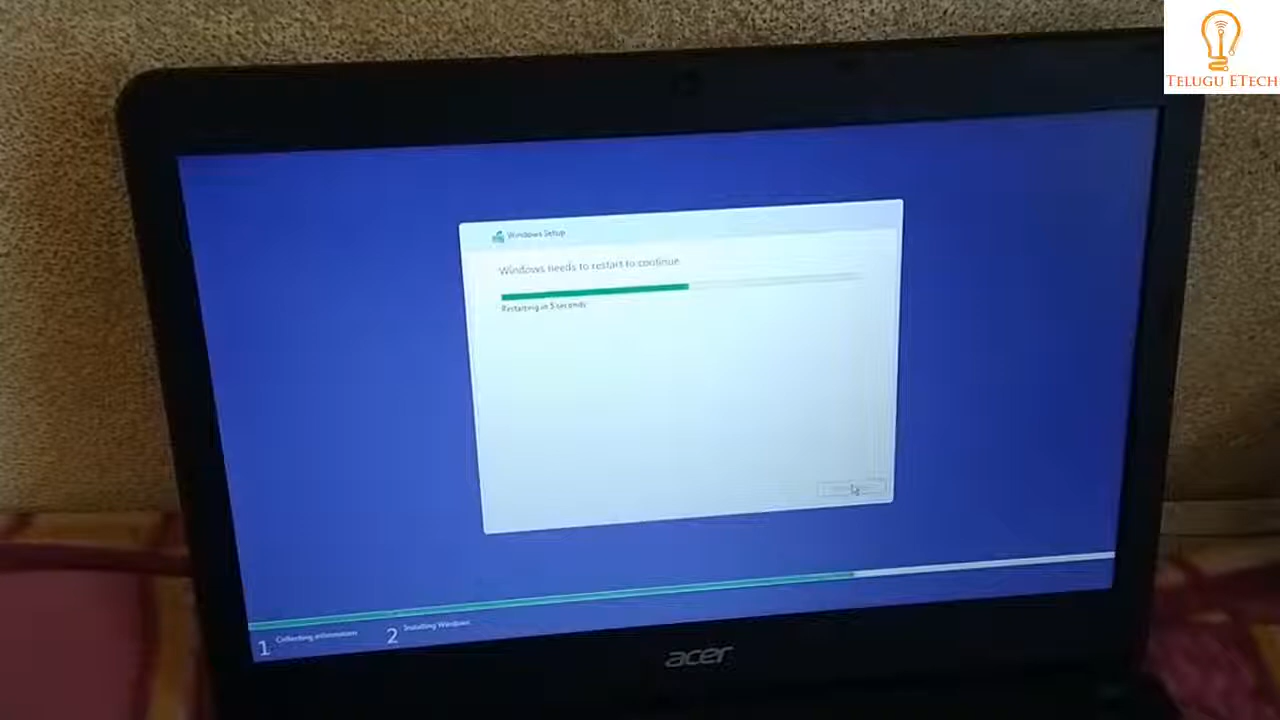 TELUGU ETECH
Windows Setup
Windows needs to restart to continue
Restarting in 5 seconds
1 Collecting information
2 Installing Windows
acer